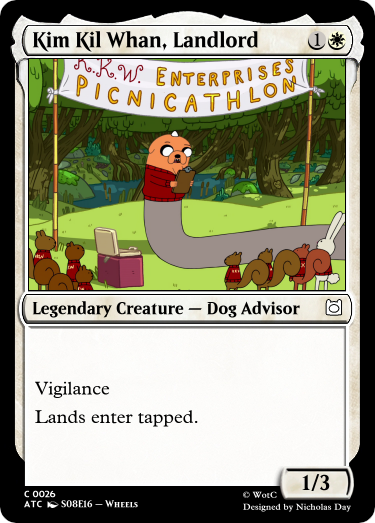 Kim Kil Whan, Landlord 1
K.K.W. ENTERPRISES
PICNICATHLON
Legendary Creature — Dog Advisor
Vigilance
Lands enter tapped.
1/3
C 0026
ATC S08E16 — WHEELS
© WotC
Designed by Nicholas Day